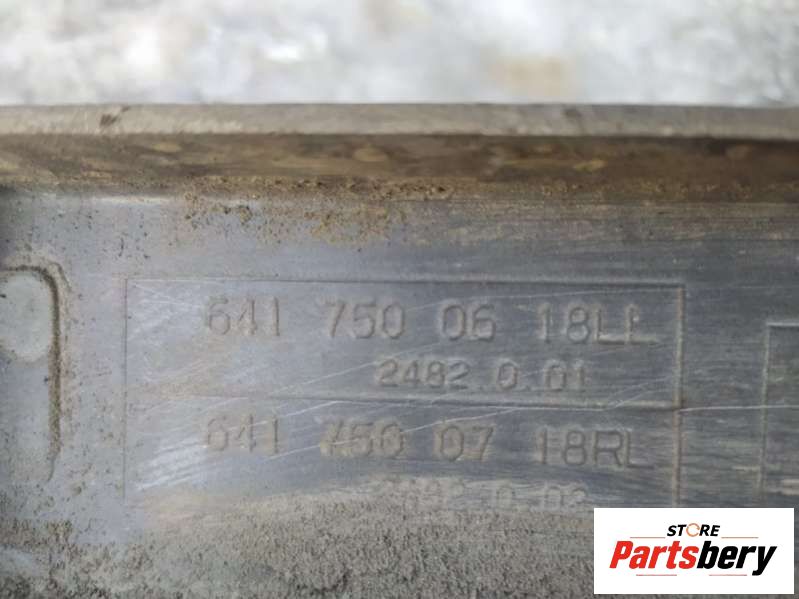 641 750 06 18LL
2482.0.01
641 750 07 18RL
STORE
Partsbery